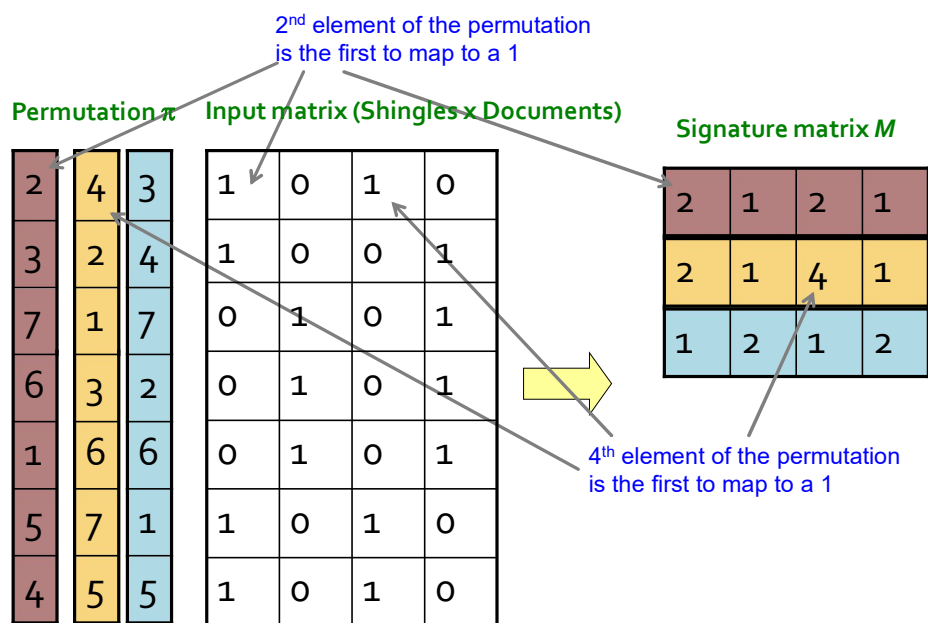 2nd element of the permutation
is the first to map to a 1
Permutation π
Input matrix (Shingles x Documents)
Signature matrix M
2 4 3 1 0 1 0
3 2 4 1 0 0 1
7 1 7 0 1 0 1
6 3 2 0 1 0 1
1 6 6 0 1 0 1
5 7 1 1 0 1 0
4 5 5 1 0 1 0
2 1 2 1
2 1 4 1
1 2 1 2
4th element of the permutation
is the first to map to a 1